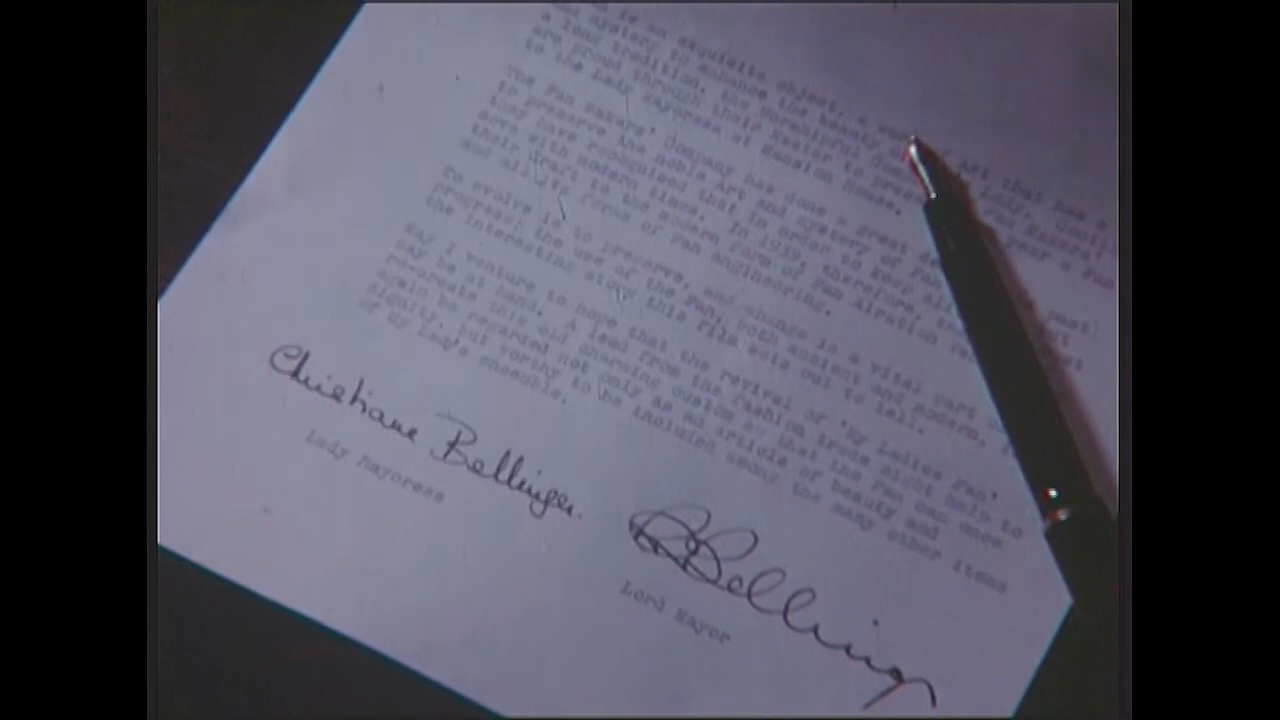 is an exquisite object, a work of Art that has a
mystery to enhance the beauty of
a long tradition, the Worshipful
are proud through their Master to present
to the Lady Mayoress at Mansion House.
The Fan Makers' Company has done a great
to preserve the noble Art and mystery of Fan
they have recognised that in order to keep
are with modern times. In 1939, therefore,
their craft to the modern form of Fan Airation
and allied forms of Fan engineering.
To evolve is to preserve, and change is a vital part
progress; the use of the Fan, both ancient and modern,
the interesting story this film sets out to tell.
May I venture to hope that the revival of "My Ladies Fan"
may be at hand. A lead from the fashion trade might help to
re-create this old charming custom so that the Fan can once
again be regarded not only as an article of beauty and
dignity, but worthy to be included among the many other items
of My Lady's ensemble.
Christiane Bellinger.
Lady Mayoress
R Bellinger
Lord Mayor